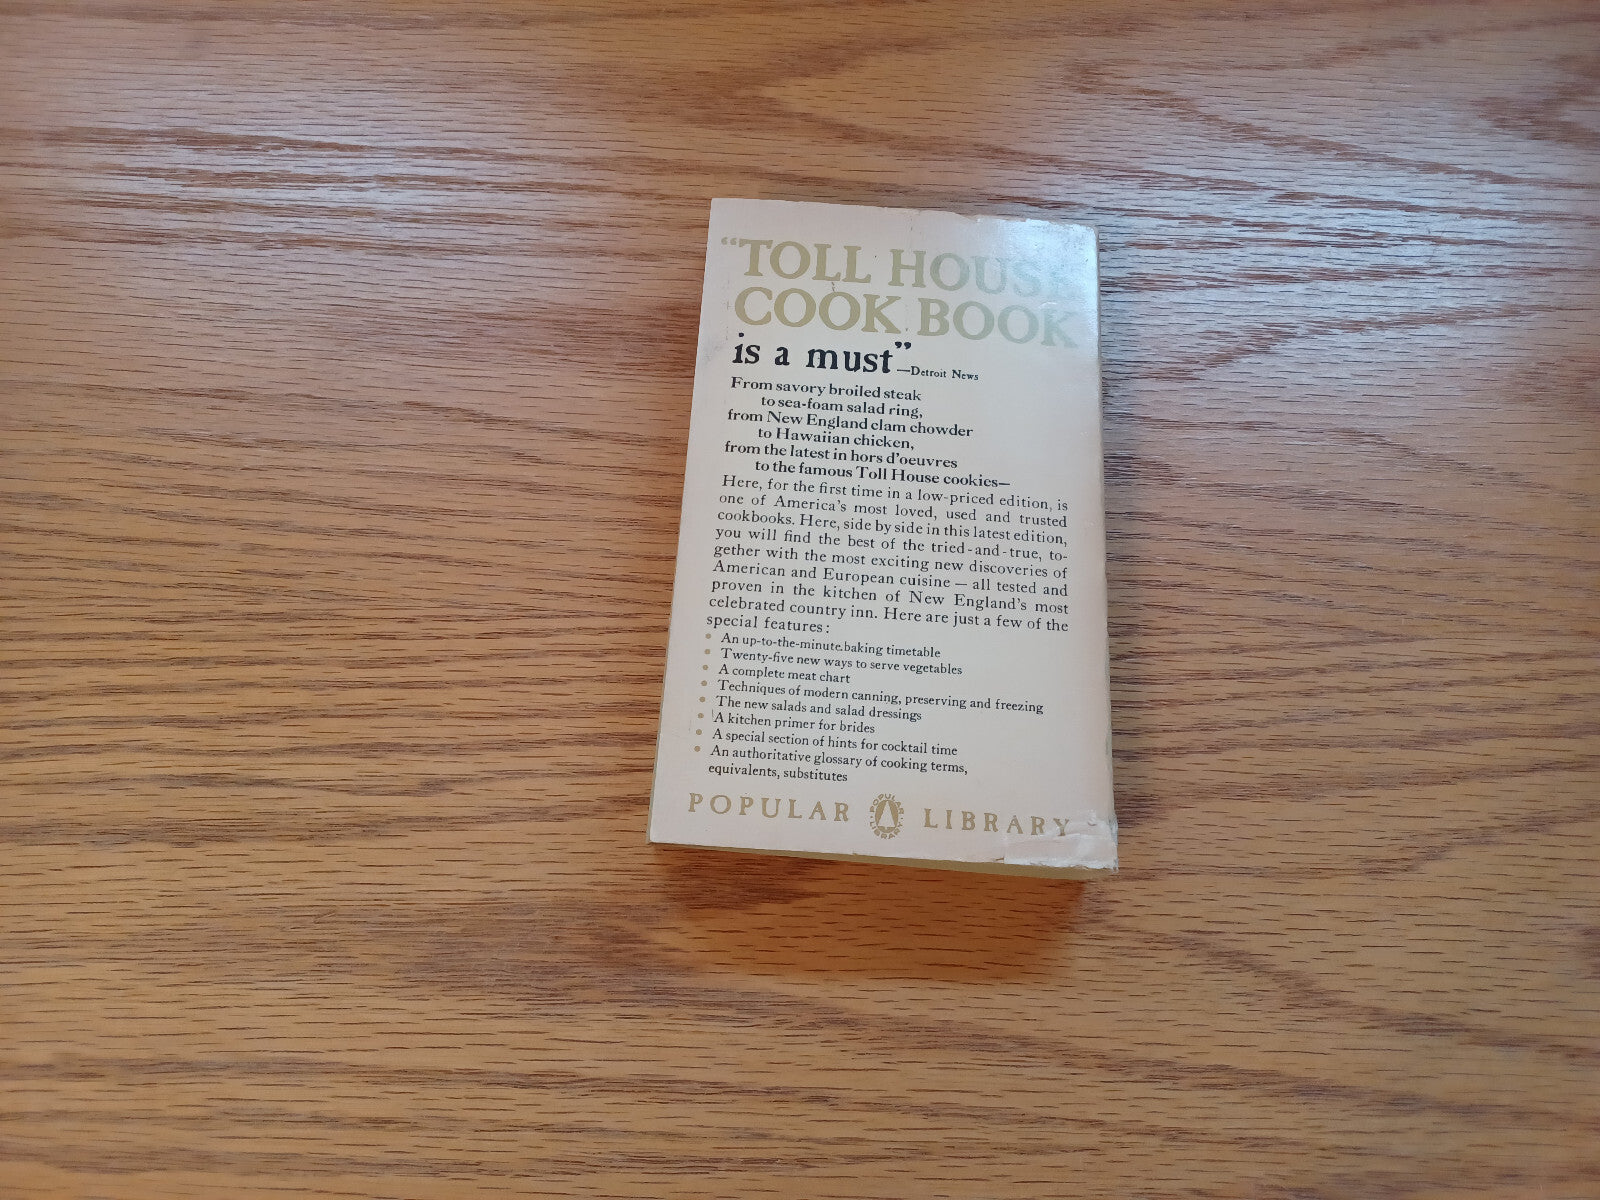 "TOLL HOUSE
COOK BOOK
is a must"—Detroit News
From savory broiled steak
to sea-foam salad ring,
from New England clam chowder
to Hawaiian chicken,
from the latest in hors d'oeuvres
to the famous Toll House cookies—
Here, for the first time in a low-priced edition, is
one of America's most loved, used and trusted
cookbooks. Here, side by side in this latest edition,
you will find the best of the tried-and-true, to-
gether with the most exciting new discoveries of
American and European cuisine — all tested and
proven in the kitchen of New England's most
celebrated country inn. Here are just a few of the
special features:
• An up-to-the-minute baking timetable
• Twenty-five new ways to serve vegetables
• A complete meat chart
• Techniques of modern canning, preserving and freezing
• The new salads and salad dressings
• A kitchen primer for brides
• A special section of hints for cocktail time
• An authoritative glossary of cooking terms,
equivalents, substitutes
POPULAR POPULAR LIBRARY LIBRARY